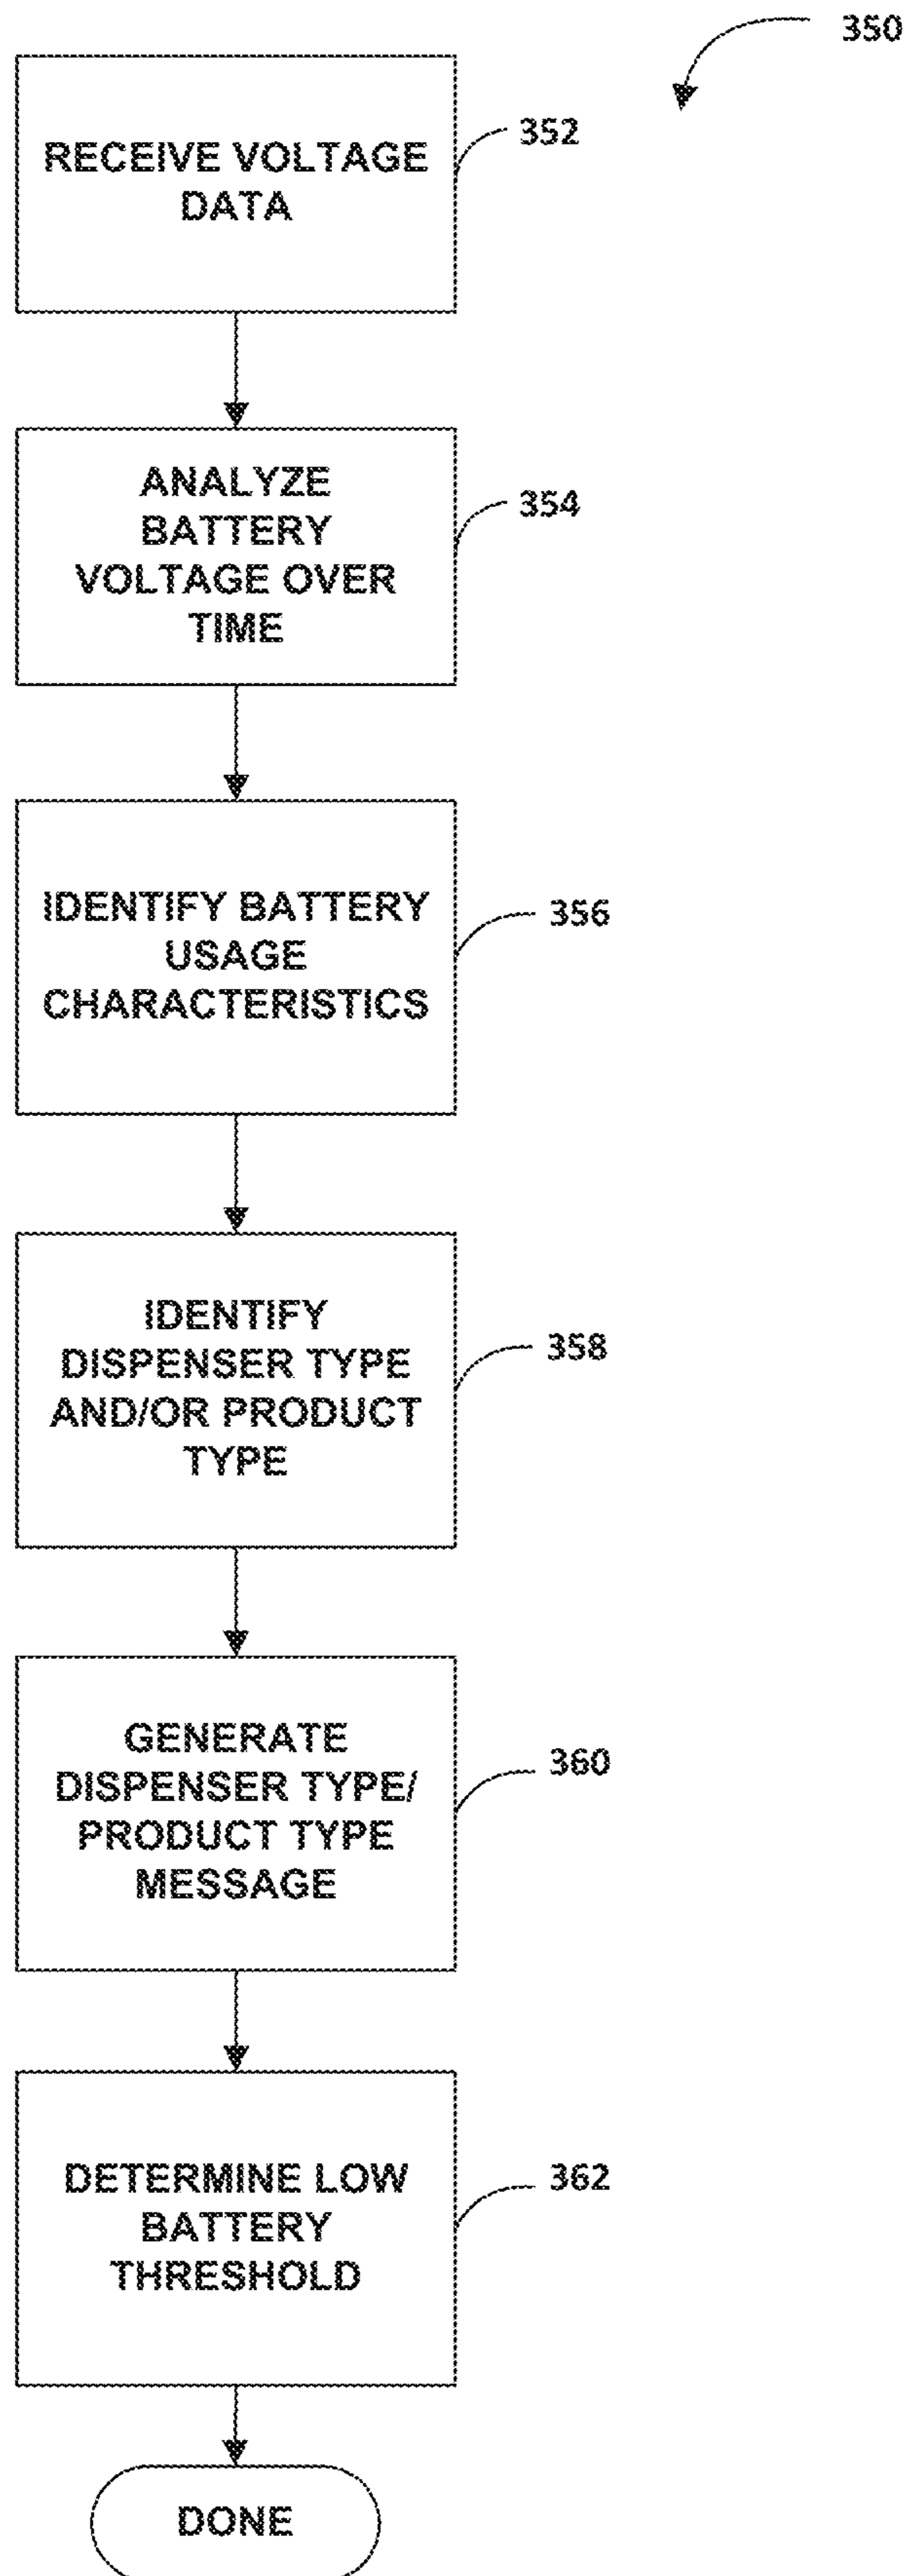 350
RECEIVE VOLTAGE
DATA
352
ANALYZE
BATTERY
VOLTAGE OVER
TIME
354
IDENTIFY BATTERY
USAGE
CHARACTERISTICS
356
IDENTIFY
DISPENSER TYPE
AND/OR PRODUCT
TYPE
358
GENERATE
DISPENSER TYPE/
PRODUCT TYPE
MESSAGE
360
DETERMINE LOW
BATTERY
THRESHOLD
362
DONE